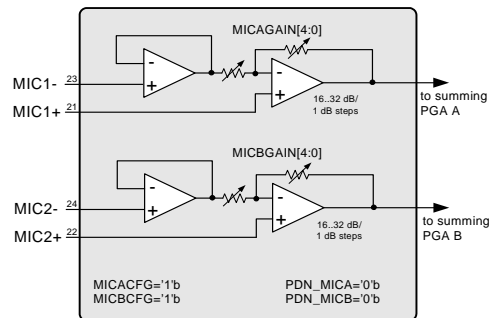 MICAGAIN[4:0]
-
+
-
+
MIC1- 23
MIC1+ 21
16..32 dB/
1 dB steps
to summing
PGA A
MICBGAIN[4:0]
-
+
-
+
MIC2- 24
MIC2+ 22
16..32 dB/
1 dB steps
to summing
PGA B
MICACFG='1'b PDN_MICA='0'b
MICBCFG='1'b PDN_MICB='0'b